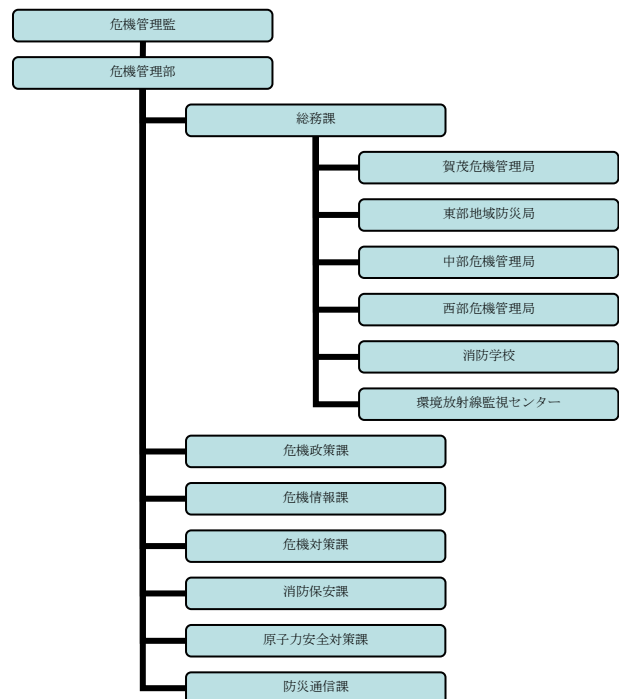 危機管理監
危機管理部
総務課
賀茂危機管理局
東部地域防災局
中部危機管理局
西部危機管理局
消防学校
環境放射線監視センター
危機政策課
危機情報課
危機対策課
消防保安課
原子力安全対策課
防災通信課